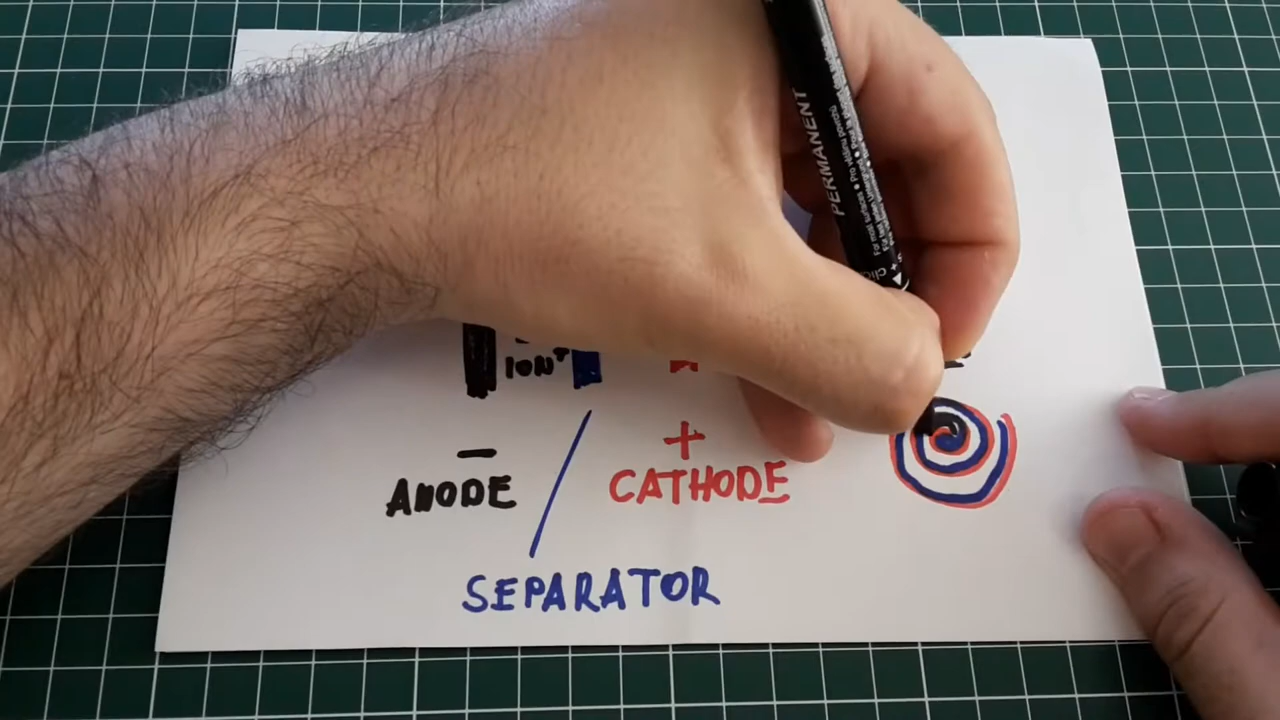 PERMANENT
ION+
−
+
ANODE
CATHODE
SEPARATOR